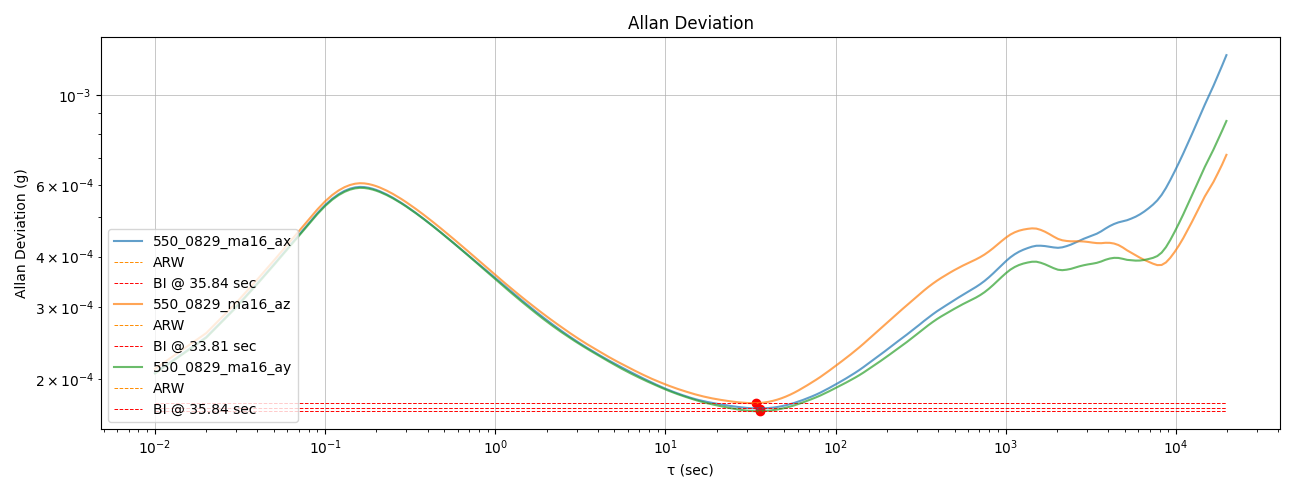 Allan Deviation
Allan Deviation (g)
10⁻³
6 × 10⁻⁴
4 × 10⁻⁴
3 × 10⁻⁴
2 × 10⁻⁴
550_0829_ma16_ax
ARW
BI @ 35.84 sec
550_0829_ma16_az
ARW
BI @ 33.81 sec
550_0829_ma16_ay
ARW
BI @ 35.84 sec
10⁻² 10⁻¹ 10⁰ 10¹ 10² 10³ 10⁴
τ (sec)